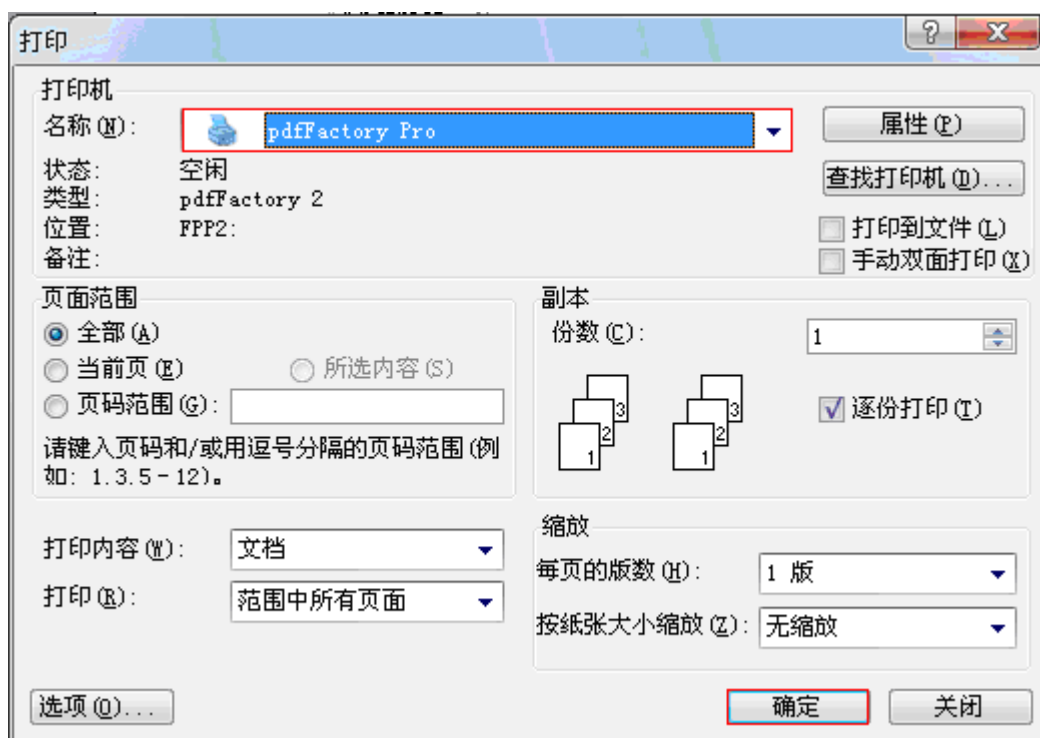 打印
打印机
名称(N):
pdfFactory Pro
属性(P)
状态:
空闲
查找打印机(D)...
类型:
pdfFactory 2
位置:
FPP2:
打印到文件(L)
备注:
手动双面打印(X)
页面范围
全部(A)
当前页(E)
所选内容(S)
页码范围(G):
请键入页码和/或用逗号分隔的页码范围(例
如: 1.3.5-12)。
副本
份数(C):
1
3
2
1
3
2
1
逐份打印(T)
打印内容(W):
文档
打印(R):
范围中所有页面
缩放
每页的版数(H):
1 版
按纸张大小缩放(Z):
无缩放
选项(O)...
确定
关闭